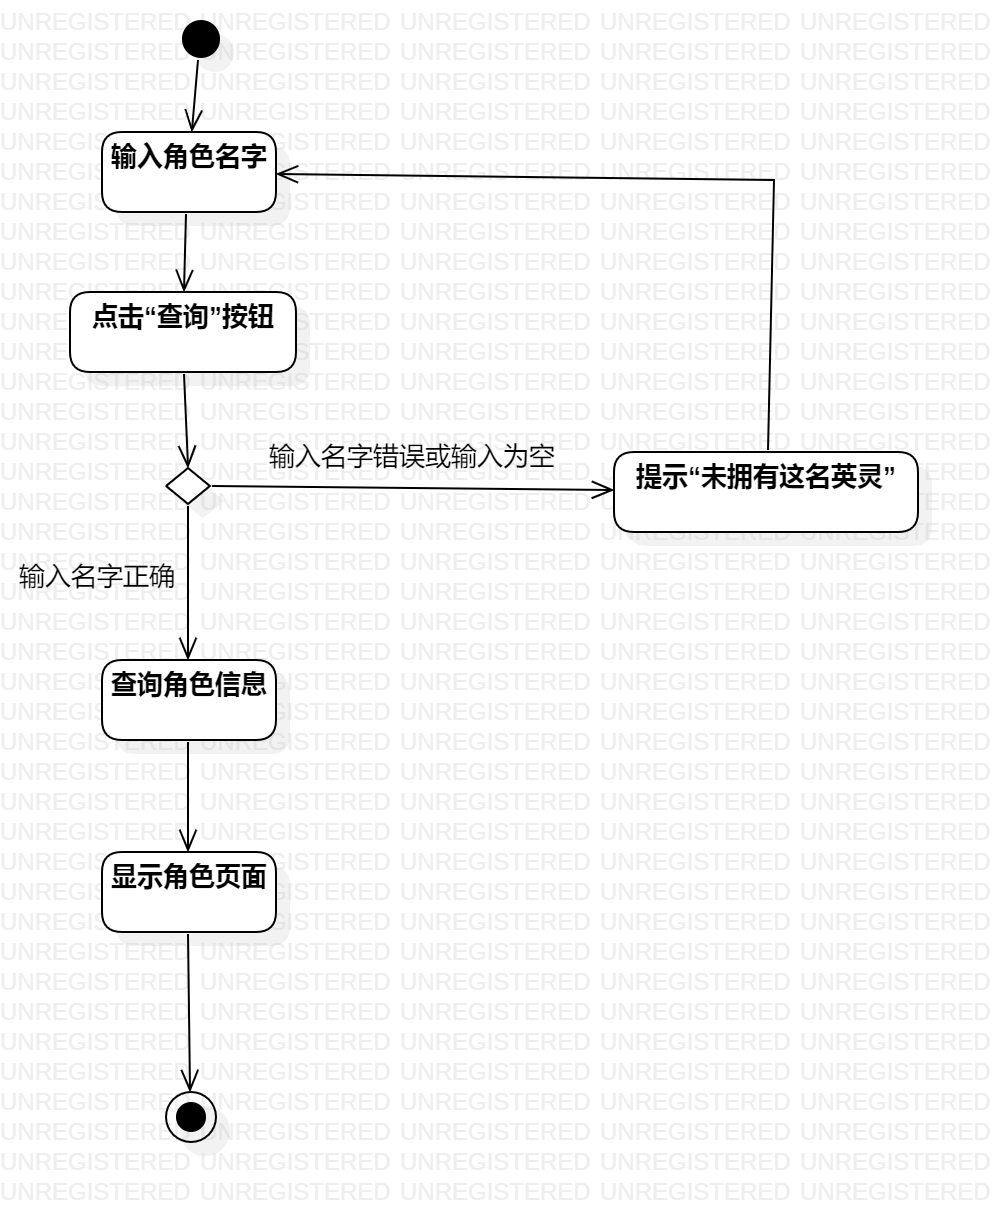 输入角色名字
点击“查询”按钮
输入名字错误或输入为空
提示“未拥有这名英灵”
输入名字正确
查询角色信息
显示角色页面
UNREGISTERED